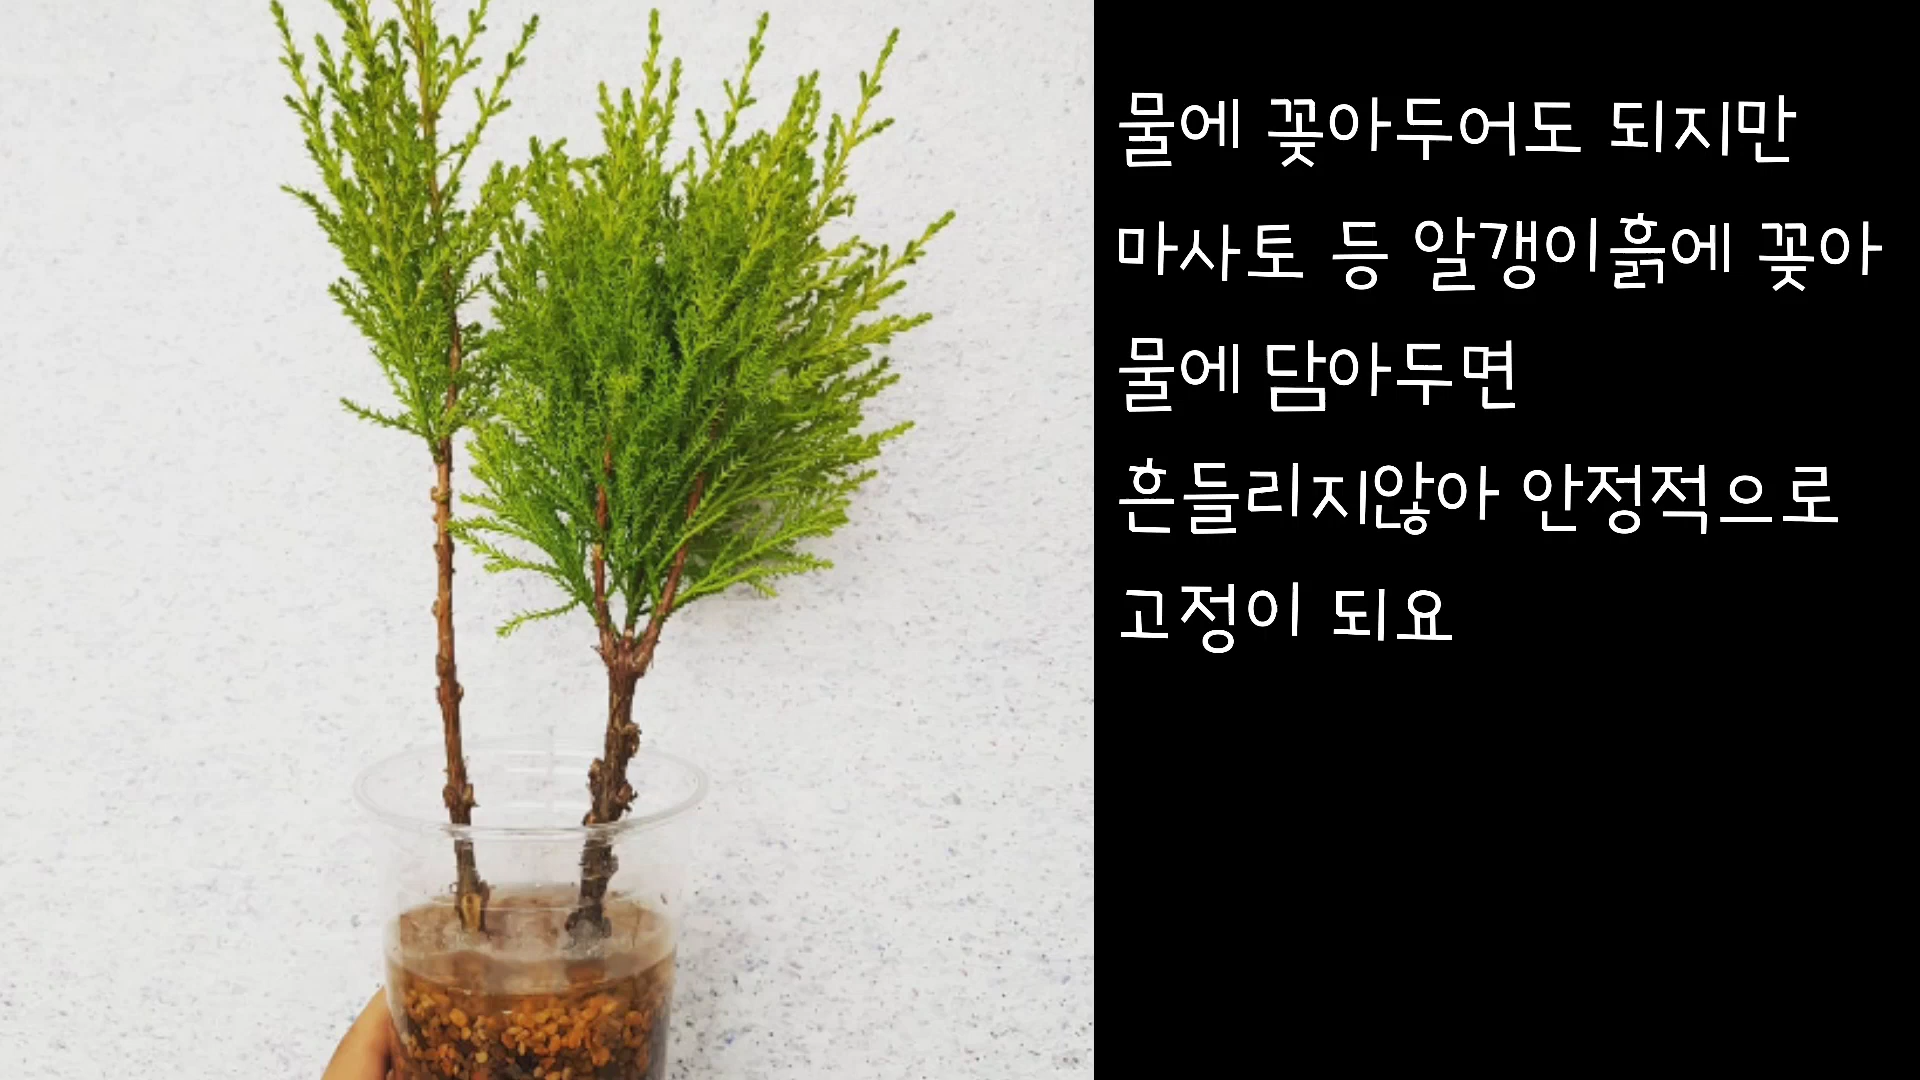 물에 꽂아두어도 되지만
마사토 등 알갱이흙에 꽂아
물에 담아두면
흔들리지않아 안정적으로
고정이 되요